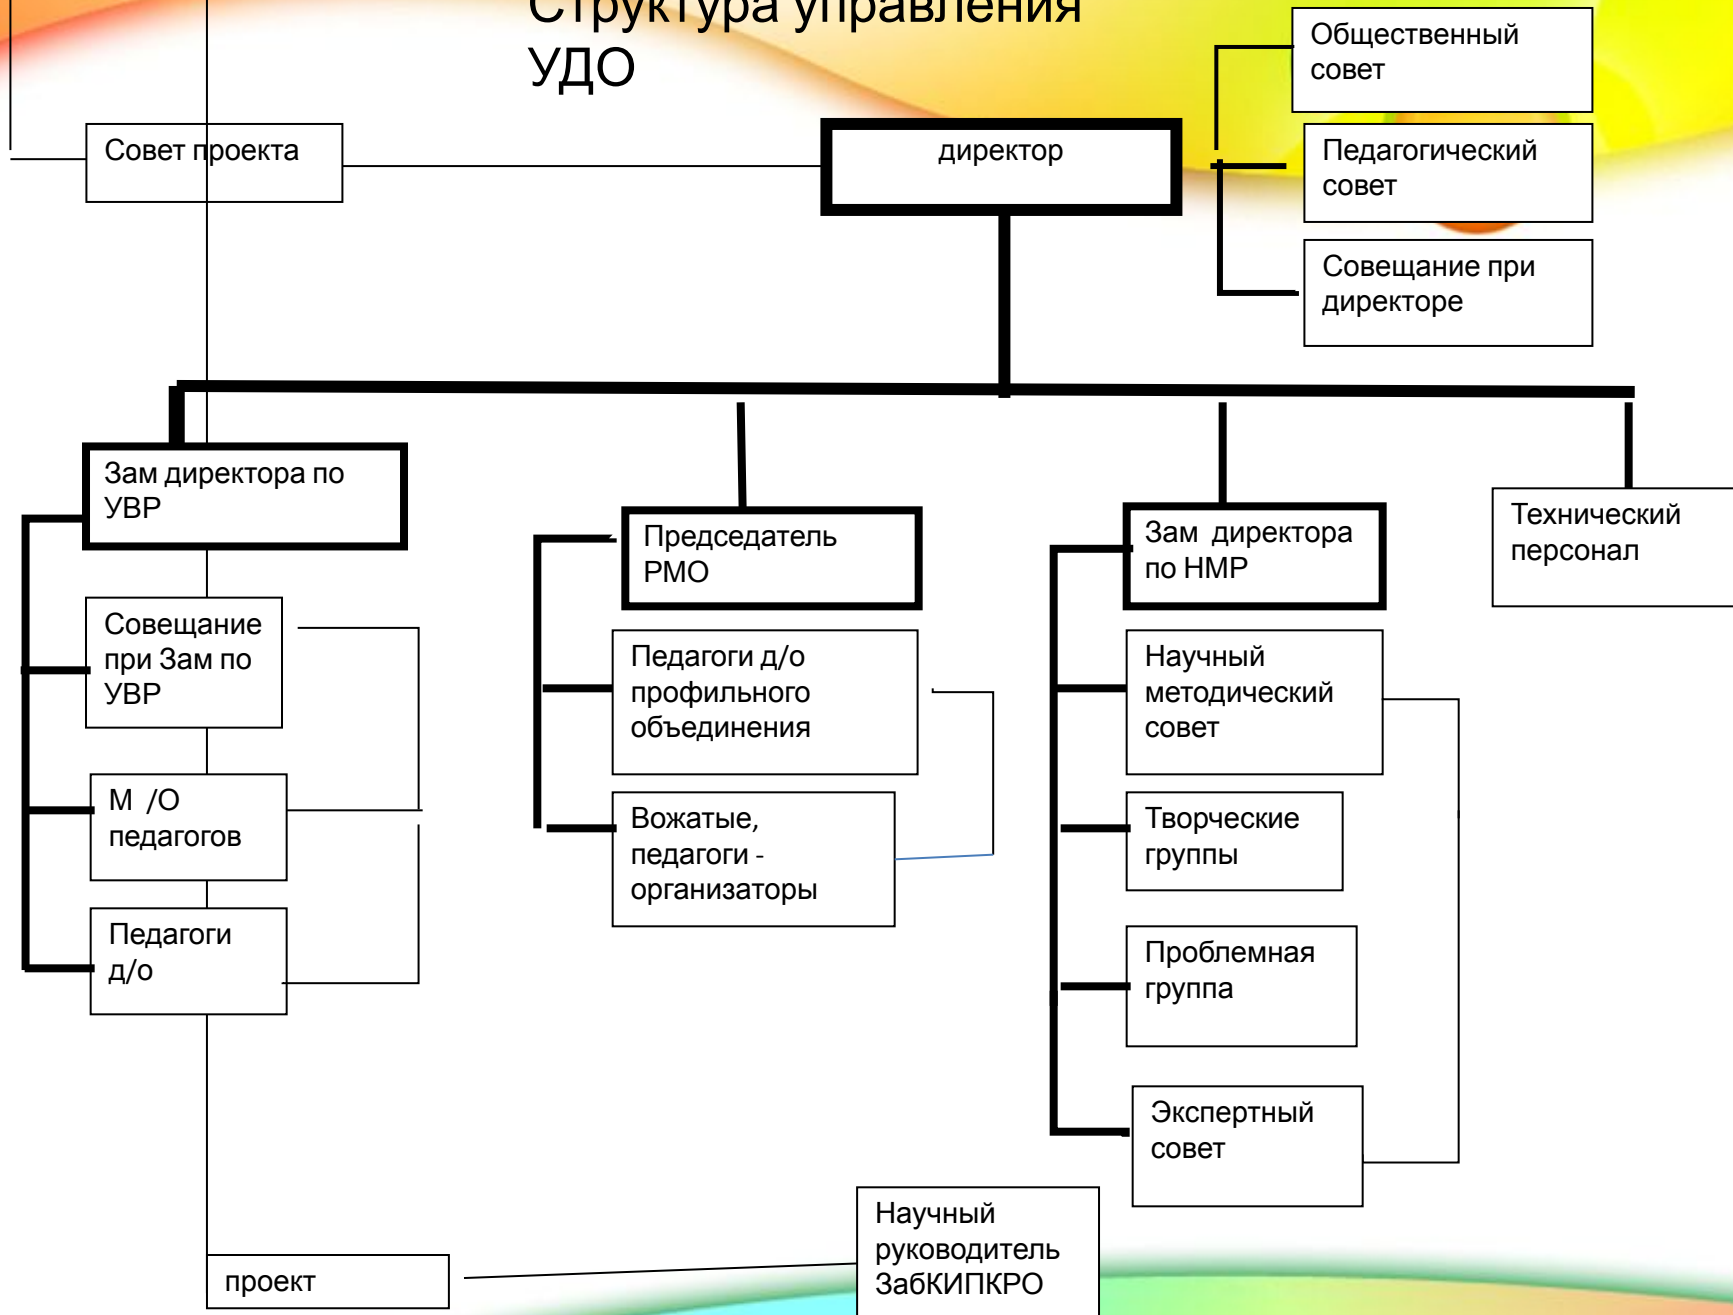 Структура управления
УДО
Общественный
совет
Совет проекта
директор
Педагогический
совет
Совещание при
директоре
Зам директора по
УВР
Председатель
РМО
Зам  директора
по НМР
Технический
персонал
Совещание
при Зам по
УВР
Педагоги д/о
профильного
объединения
Научный
методический
совет
М  /О
педагогов
Вожатые,
педагоги -
организаторы
Творческие
группы
Педагоги
д/о
Проблемная
группа
Экспертный
совет
Научный
руководитель
ЗабКИПКРО
проект